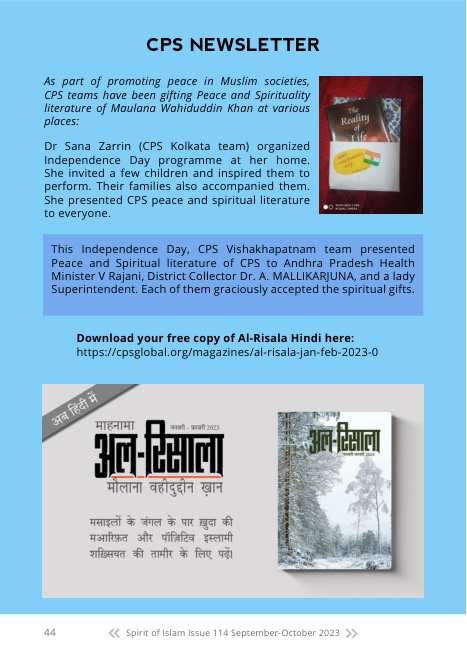 CPS NEWSLETTER
As part of promoting peace in Muslim societies,
CPS teams have been gifting Peace and Spirituality
literature of Maulana Wahiduddin Khan at various
places:
The
Reality
of
Life
Dr Sana Zarrin (CPS Kolkata team) organized
Independence Day programme at her home.
She invited a few children and inspired them to
perform. Their families also accompanied them.
She presented CPS peace and spiritual literature
to everyone.
This Independence Day, CPS Vishakhapatnam team presented
Peace and Spiritual literature of CPS to Andhra Pradesh Health
Minister V Rajani, District Collector Dr. A. MALLIKARJUNA, and a lady
Superintendent. Each of them graciously accepted the spiritual gifts.
Download your free copy of Al-Risala Hindi here:
https://cpsglobal.org/magazines/al-risala-jan-feb-2023-0
अब हिंदी में
माहनामा
जनवरी - फ़रवरी 2023
अल-रिसाला
मौलाना वहीदुद्दीन ख़ान
मसाइलों के जंगल के पार ख़ुदा की
मआरिफ़त और पॉज़िटिव इस्लामी
शख़्सियत की तामीर के लिए पढ़ें।
अल-रिसाला
44
Spirit of Islam Issue 114 September-October 2023